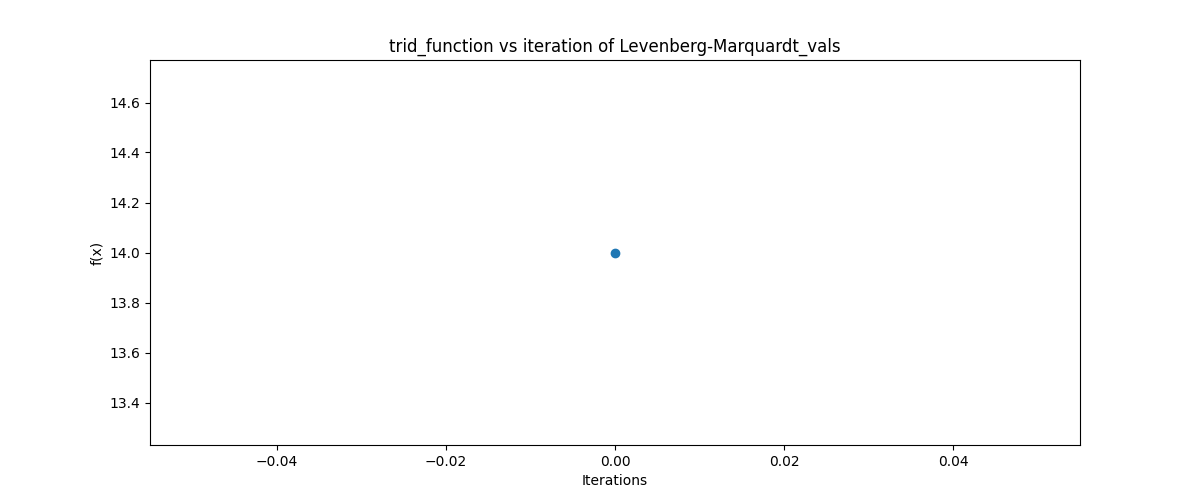 trid_function vs iteration of Levenberg-Marquardt_vals
14.6
14.4
14.2
14.0
13.8
13.6
13.4
f(x)
−0.04 −0.02 0.00 0.02 0.04
Iterations